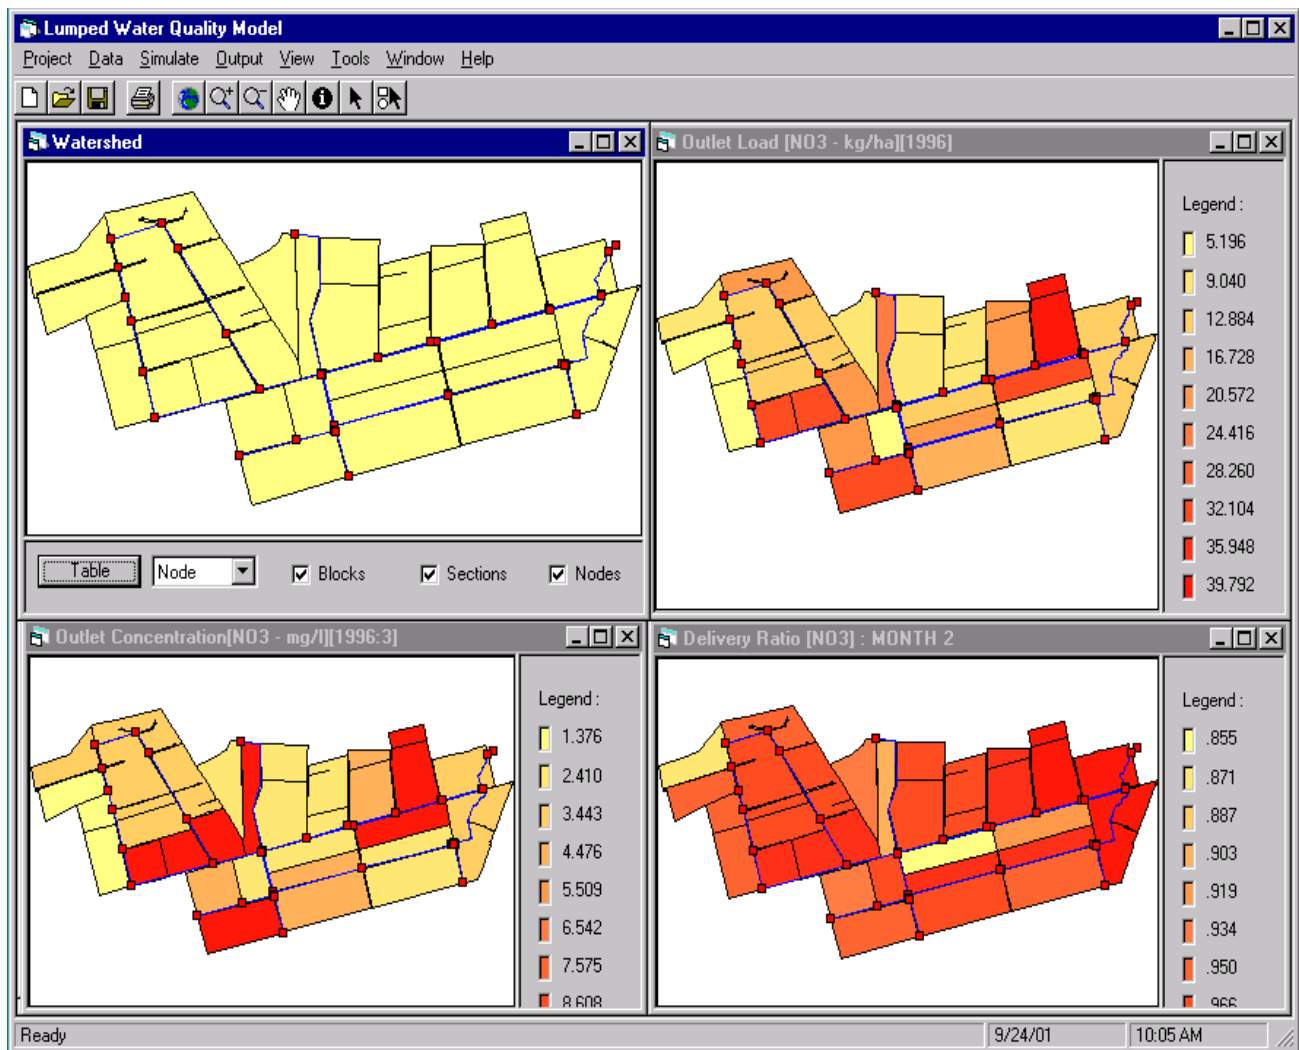 Lumped Water Quality Model
Project Data Simulate Output View Tools Window Help
Watershed
Table Node Blocks Sections Nodes
Outlet Load [NO3 - kg/ha][1996]
Legend :
5.196
9.040
12.884
16.728
20.572
24.416
28.260
32.104
35.948
39.792
Outlet Concentration[NO3 - mg/l][1996:3]
Legend :
1.376
2.410
3.443
4.476
5.509
6.542
7.575
8.608
Delivery Ratio [NO3] : MONTH 2
Legend :
.855
.871
.887
.903
.919
.934
.950
.966
Ready 9/24/01 10:05 AM